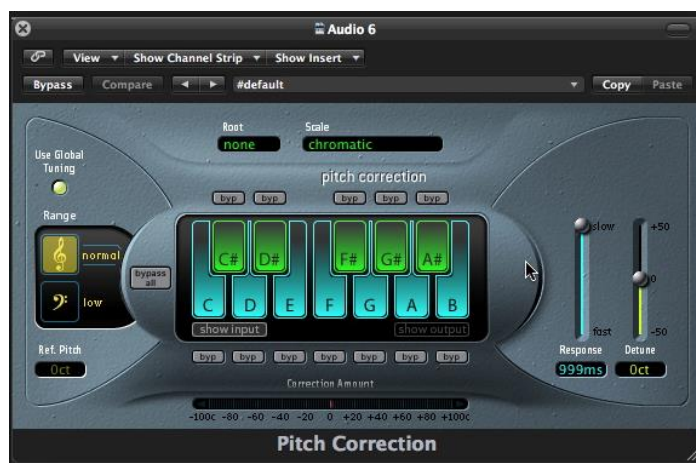 Audio 6
View Show Channel Strip Show Insert
Bypass Compare #default Copy Paste
Root Scale
none chromatic
Use Global
Tuning
pitch correction
byp byp byp byp byp
Range
normal
low
bypass
all
C# D# F# G# A#
C D E F G A B
show input show output
byp byp byp byp byp byp byp
slow +50
0
fast -50
Ref. Pitch
0ct
Response Detune
999ms 0ct
Correction Amount
-100c -80 -60 -40 -20 0 +20 +40 +60 +80 +100c
Pitch Correction